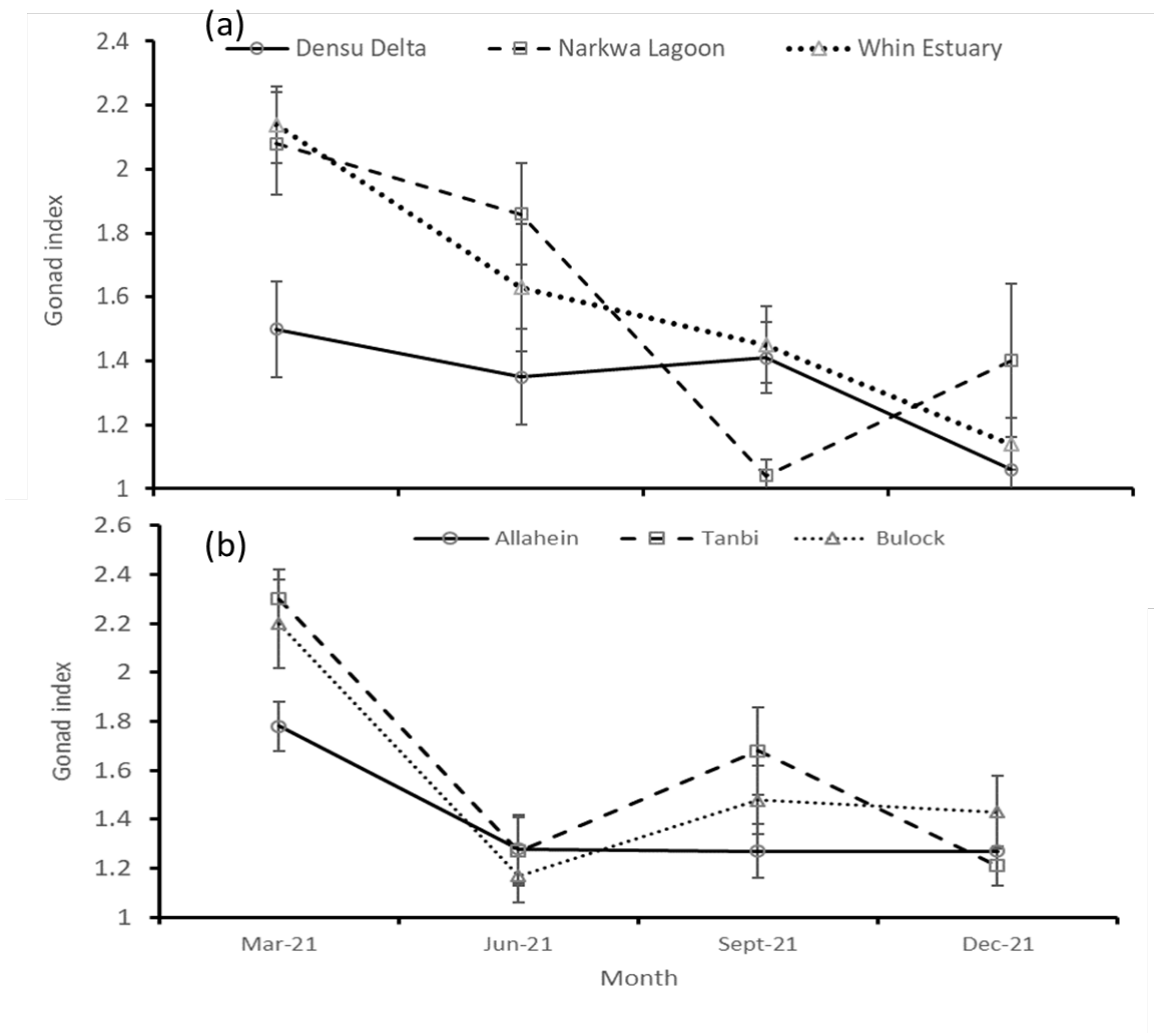 (a)
Densu Delta Narkwa Lagoon Whin Estuary
2.4
2.2
2
1.8
1.6
1.4
1.2
1
Gonad index
(b)
Allahein Tanbi Bulock
2.6
2.4
2.2
2
1.8
1.6
1.4
1.2
1
Gonad index
Mar-21 Jun-21 Sept-21 Dec-21
Month